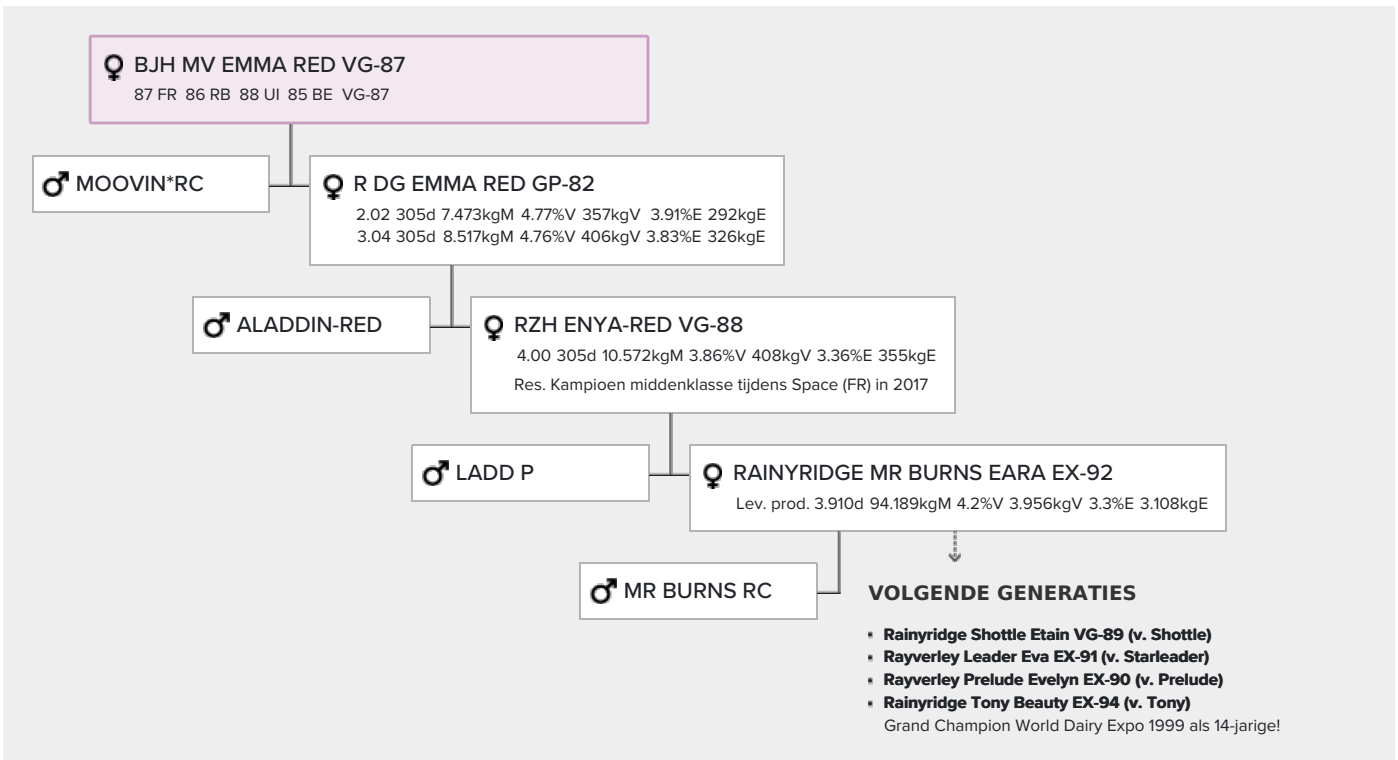 BJH MV EMMA RED VG-87
87 FR 86 RB 88 UI 85 BE VG-87
MOOVIN*RC
R DG EMMA RED GP-82
2.02 305d 7.473kgM 4.77%V 357kgV 3.91%E 292kgE
3.04 305d 8.517kgM 4.76%V 406kgV 3.83%E 326kgE
ALADDIN-RED
RZH ENYA-RED VG-88
4.00 305d 10.572kgM 3.86%V 408kgV 3.36%E 355kgE
Res. Kampioen middenklasse tijdens Space (FR) in 2017
LADD P
RAINYRIDGE MR BURNS EARA EX-92
Lev. prod. 3.910d 94.189kgM 4.2%V 3.956kgV 3.3%E 3.108kgE
MR BURNS RC
VOLGENDE GENERATIES
▪ Rainyridge Shottle Etain VG-89 (v. Shottle)
▪ Rayverley Leader Eva EX-91 (v. Starleader)
▪ Rayverley Prelude Evelyn EX-90 (v. Prelude)
▪ Rainyridge Tony Beauty EX-94 (v. Tony)
Grand Champion World Dairy Expo 1999 als 14-jarige!